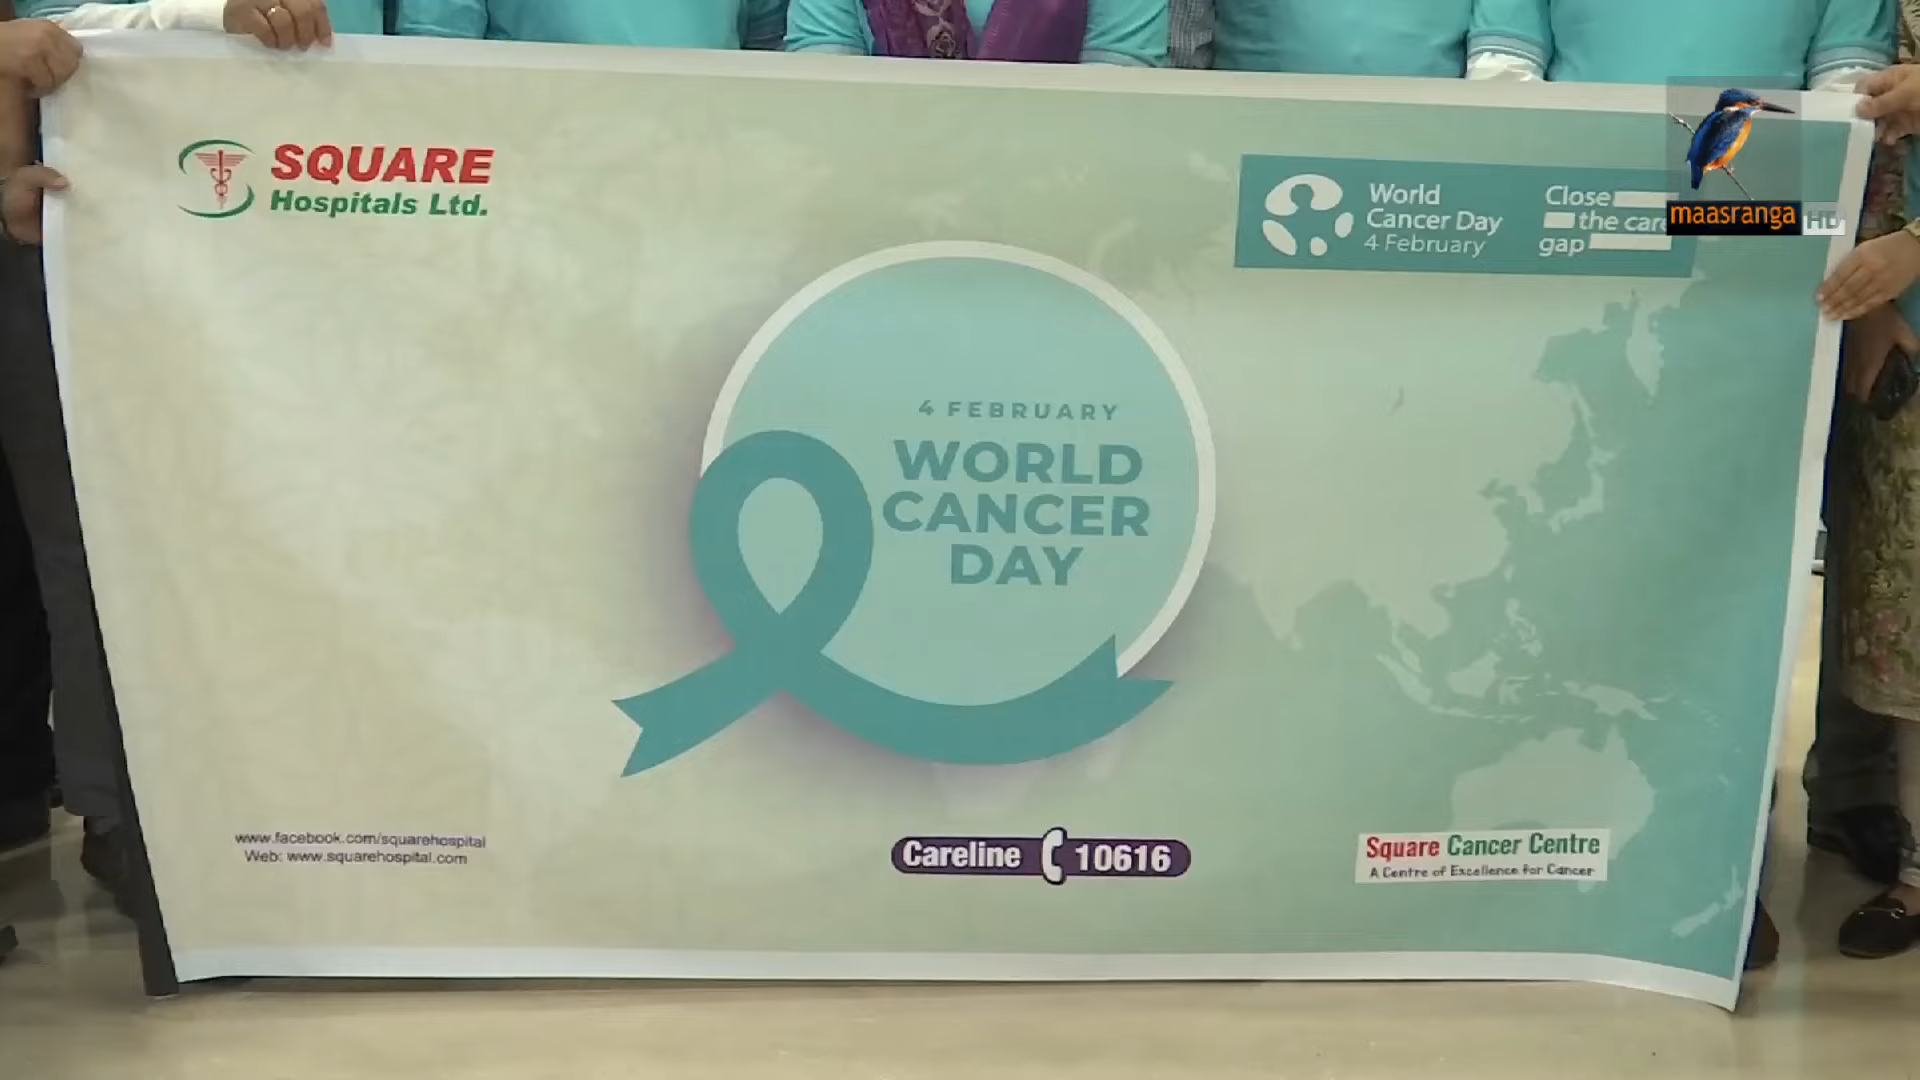 SQUARE
Hospitals Ltd.
World
Cancer Day
4 February
Close
the care
gap
maasranga HD
4 FEBRUARY
WORLD
CANCER
DAY
www.facebook.com/squarehospital
Web: www.squarehospital.com
Careline 10616
Square Cancer Centre
A Centre of Excellence for Cancer